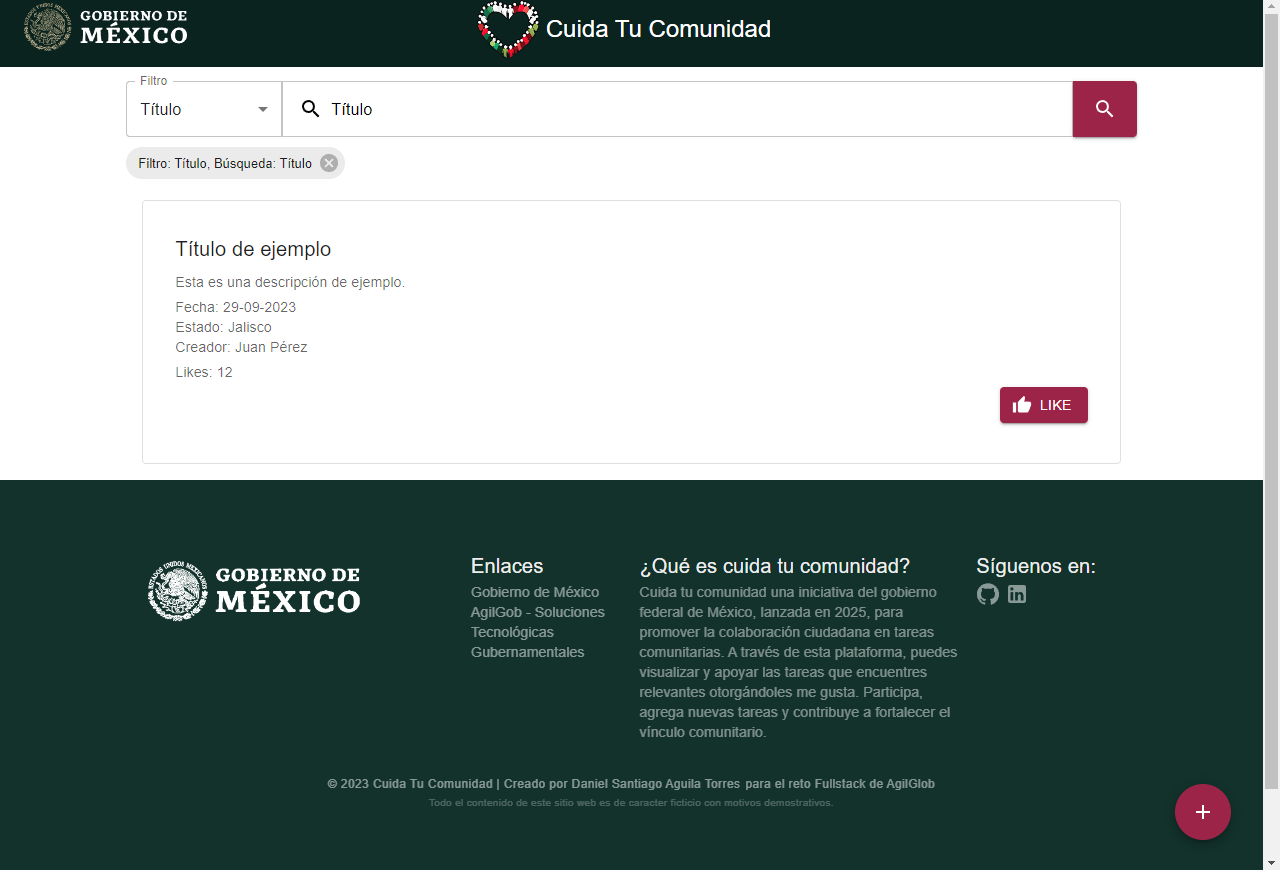 GOBIERNO DE
MÉXICO
Cuida Tu Comunidad
Filtro
Título
Título
Filtro: Título, Búsqueda: Título
Título de ejemplo
Esta es una descripción de ejemplo.
Fecha: 29-09-2023
Estado: Jalisco
Creador: Juan Pérez
Likes: 12
LIKE
ESTADOS UNIDOS MEXICANOS
GOBIERNO DE
MÉXICO
Enlaces
Gobierno de México
AgilGob - Soluciones
Tecnológicas
Gubernamentales
¿Qué es cuida tu comunidad?
Cuida tu comunidad una iniciativa del gobierno
federal de México, lanzada en 2025, para
promover la colaboración ciudadana en tareas
comunitarias. A través de esta plataforma, puedes
visualizar y apoyar las tareas que encuentres
relevantes otorgándoles me gusta. Participa,
agrega nuevas tareas y contribuye a fortalecer el
vínculo comunitario.
Síguenos en:
© 2023 Cuida Tu Comunidad | Creado por Daniel Santiago Aguila Torres para el reto Fullstack de AgilGlob
Todo el contenido de este sitio web es de caracter ficticio con motivos demostrativos.